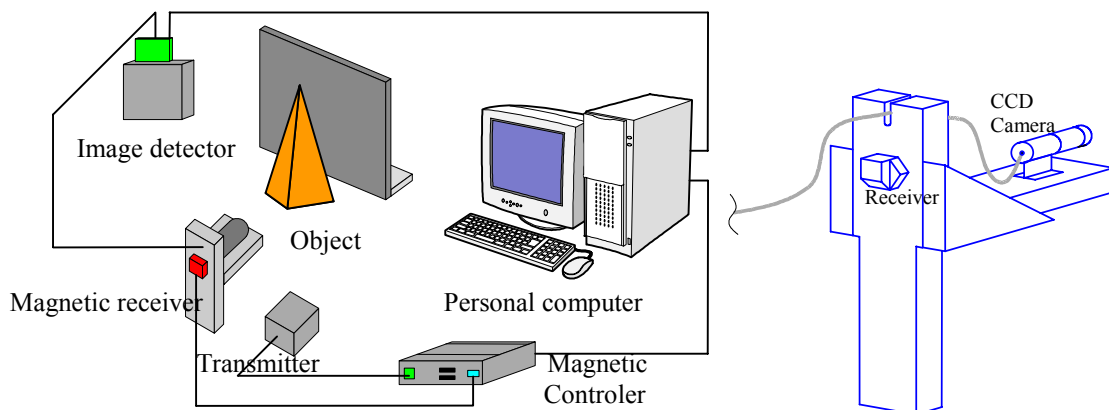 Image detector
Object
Magnetic receiver
Transmitter
Personal computer
Magnetic
Controler
CCD
Camera
Receiver